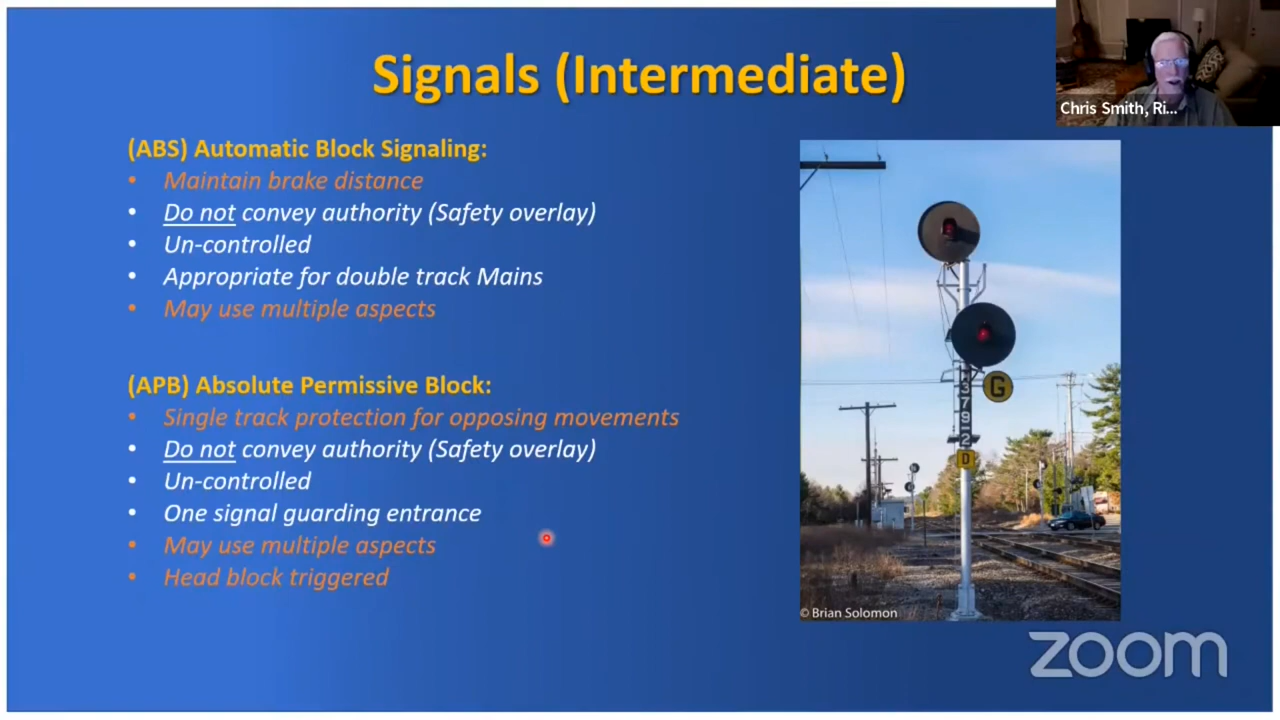 Signals (Intermediate)
Chris Smith, Ri...
(ABS) Automatic Block Signaling:
• Maintain brake distance
• Do not convey authority (Safety overlay)
• Un-controlled
• Appropriate for double track Mains
• May use multiple aspects
(APB) Absolute Permissive Block:
• Single track protection for opposing movements
• Do not convey authority (Safety overlay)
• Un-controlled
• One signal guarding entrance
• May use multiple aspects
• Head block triggered
G
1379-2
D
© Brian Solomon
zoom